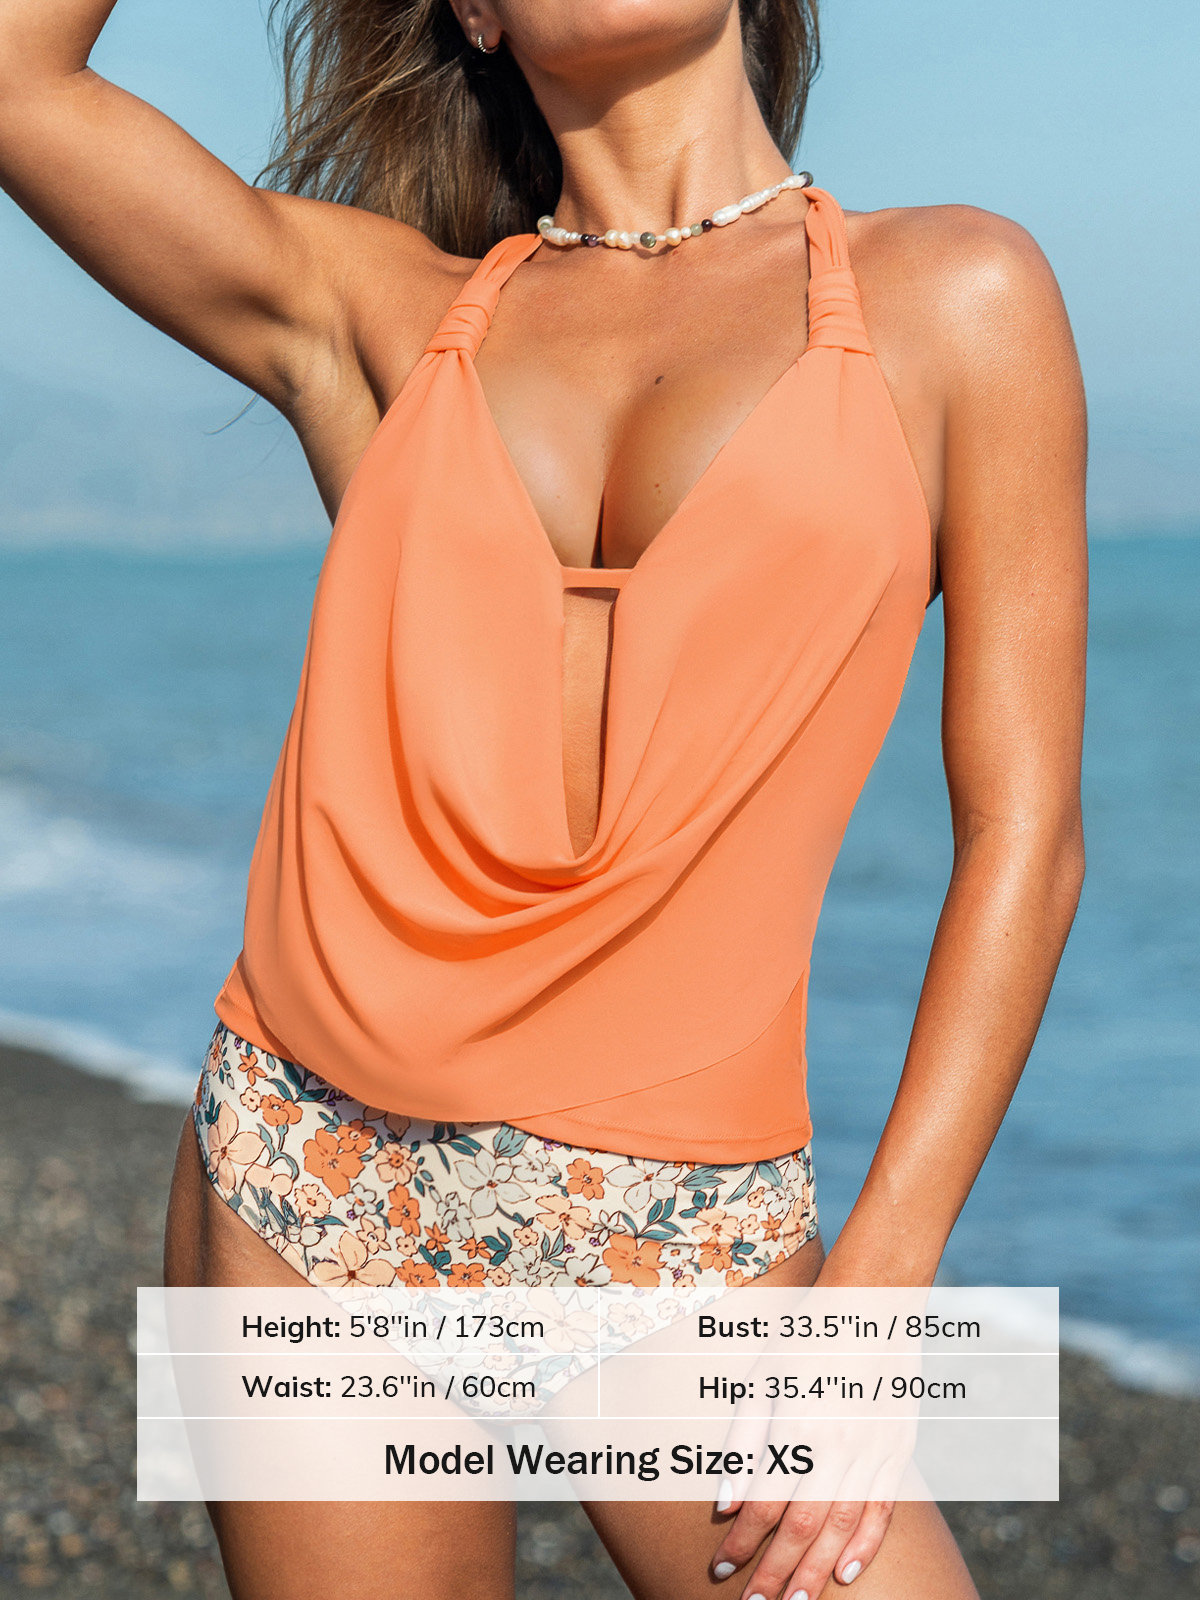 Height: 5'8"in / 173cm
Bust: 33.5''in / 85cm
Waist: 23.6"in / 60cm
Hip: 35.4''in / 90cm
Model Wearing Size: XS